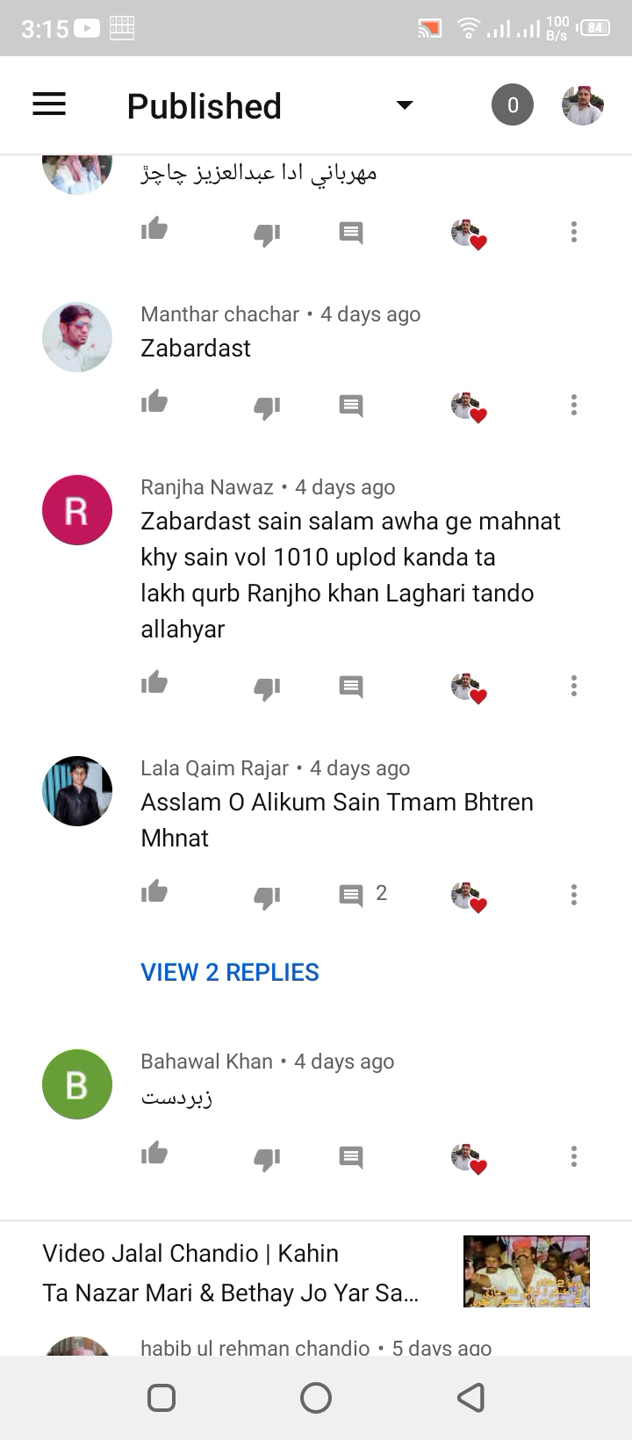 3:15
100
B/s
84
Published
0
مهرباني ادا عبدالعزيز چاچڙ
Manthar chachar • 4 days ago
Zabardast
Ranjha Nawaz • 4 days ago
Zabardast sain salam awha ge mahnat
khy sain vol 1010 uplod kanda ta
lakh qurb Ranjho khan Laghari tando
allahyar
Lala Qaim Rajar • 4 days ago
Asslam O Alikum Sain Tmam Bhtren
Mhnat
2
VIEW 2 REPLIES
B
Bahawal Khan • 4 days ago
زبردست
Video Jalal Chandio | Kahin
Ta Nazar Mari & Bethay Jo Yar Sa...
habib ul rehman chandio • 5 days ago